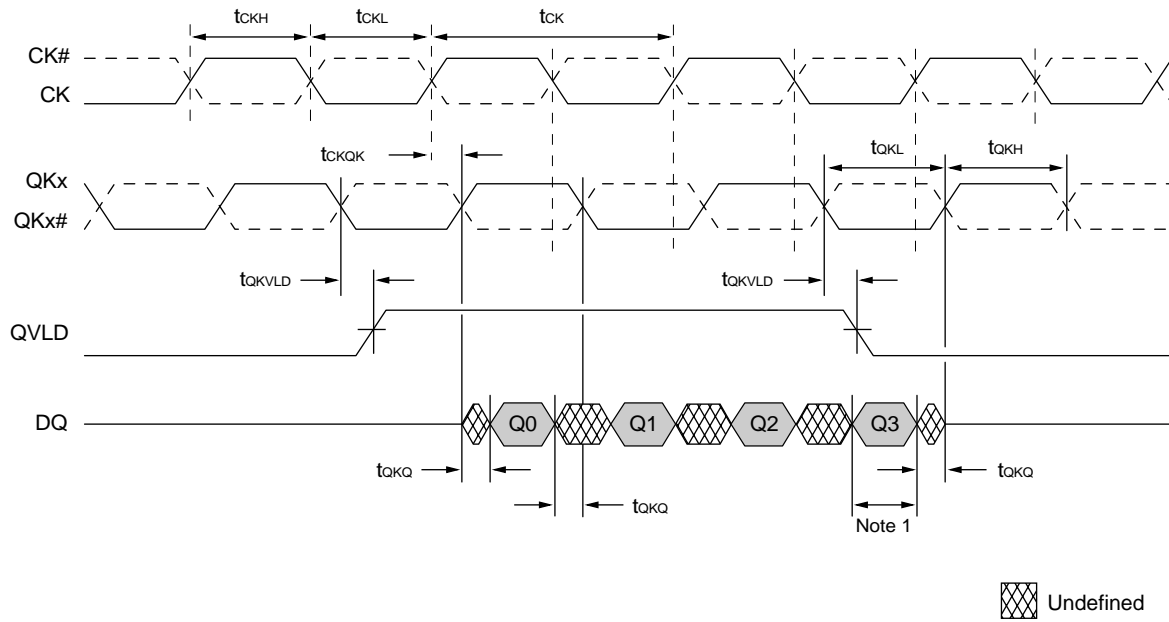 tCKH tCKL tCK
CK#
CK
tCKQK tQKL tQKH
QKx
QKx#
tQKVLD tQKVLD
QVLD
DQ Q0 Q1 Q2 Q3
tQKQ tQKQ
tQKQ
Note 1
Undefined